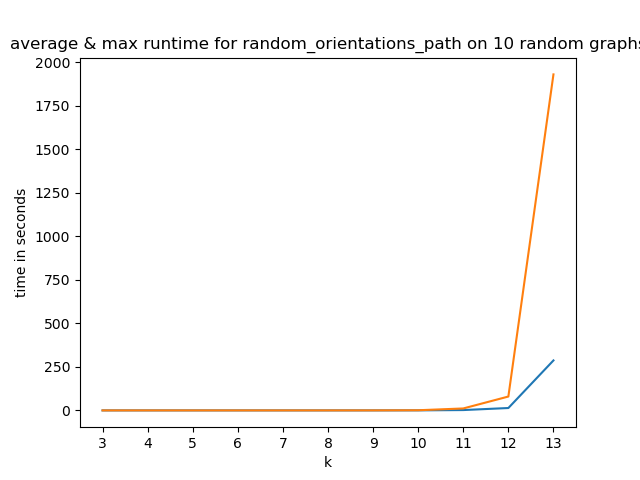 average & max runtime for random_orientations_path on 10 random graphs
2000
1750
1500
1250
1000
750
500
250
0
time in seconds
3 4 5 6 7 8 9 10 11 12 13
k